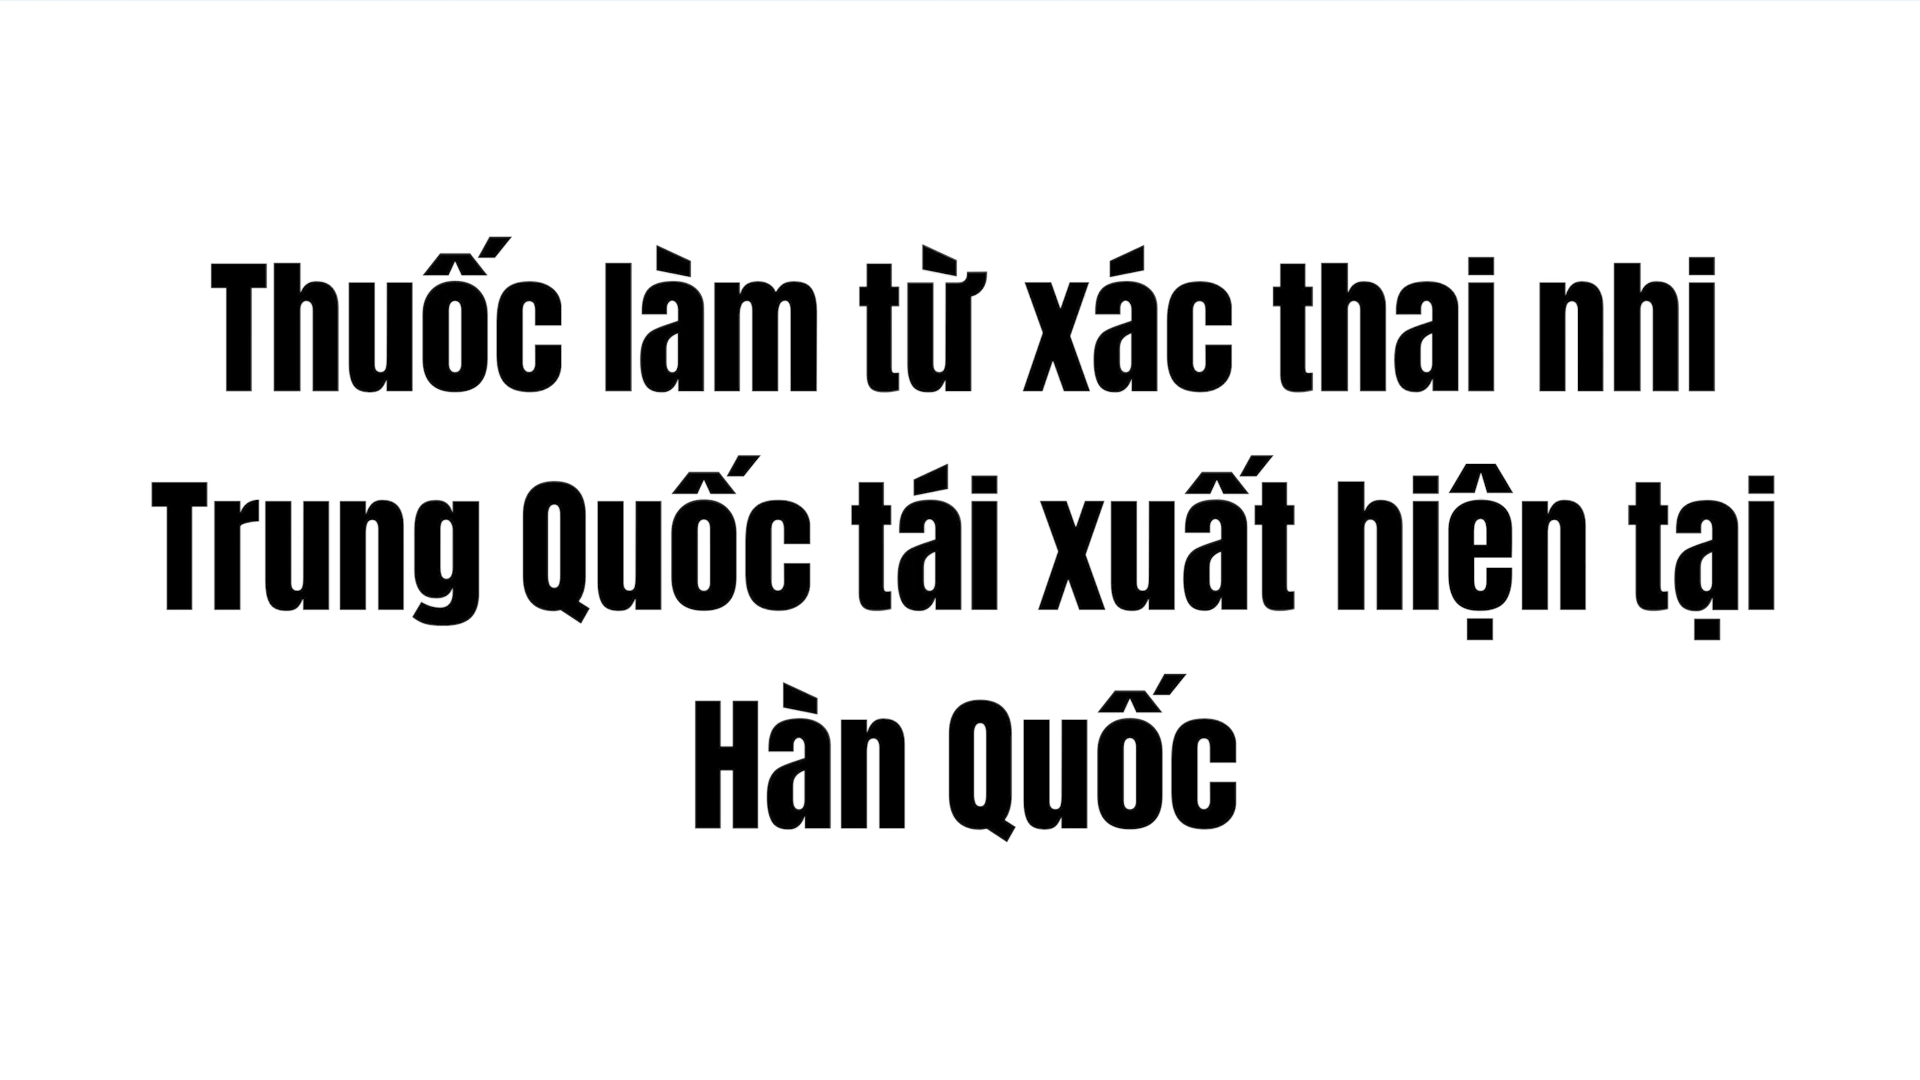 Thuốc làm từ xác thai nhi
Trung Quốc tái xuất hiện tại
Hàn Quốc